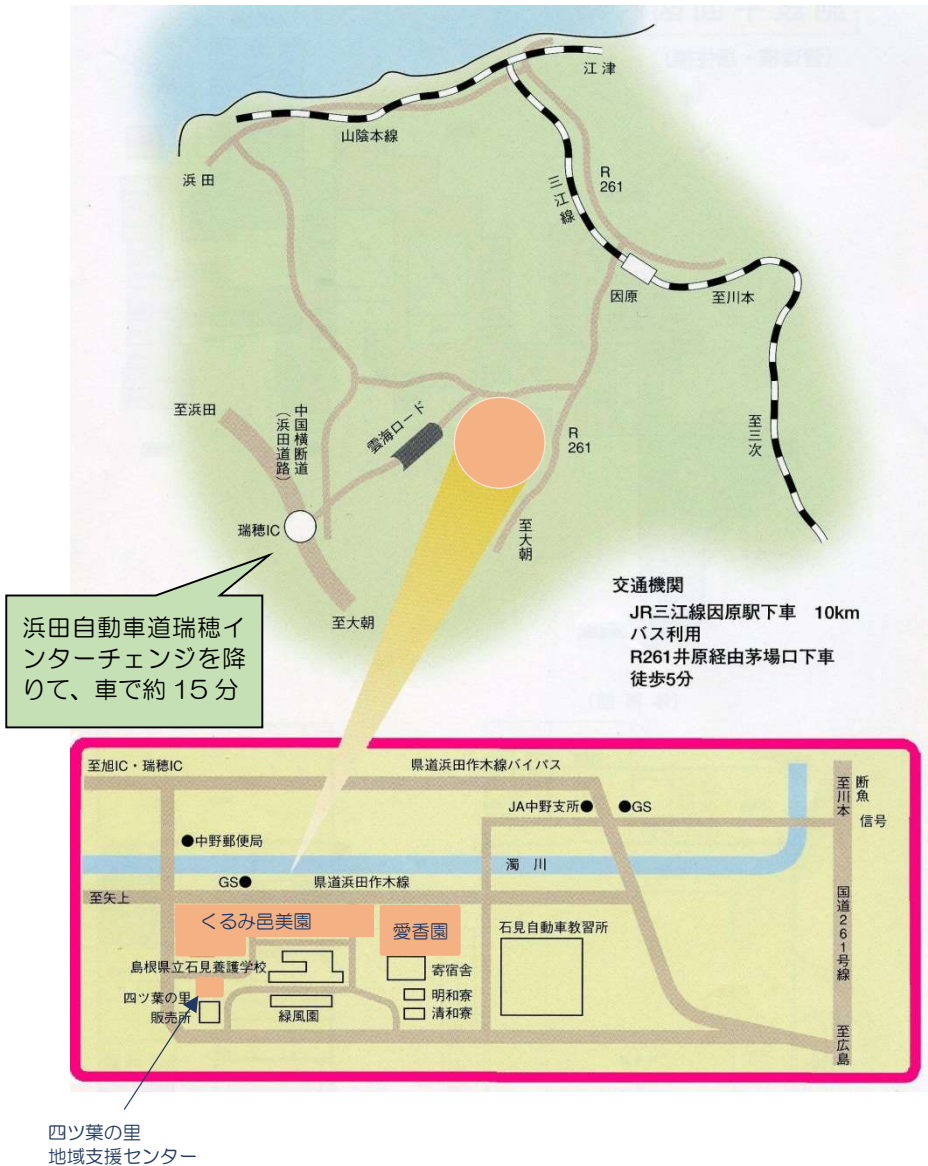 江津
山陰本線
浜田
R
261
三江線
因原
至川本
至浜田
中国横断道
(浜田道路)
雲海ロード
R
261
至三次
瑞穂IC
至大朝
至大朝
浜田自動車道瑞穂イ
ンターチェンジを降
りて、車で約 15 分
交通機関
JR三江線因原駅下車 10km
バス利用
R261井原経由茅場口下車
徒歩5分
至旭IC・瑞穂IC
県道浜田作木線バイパス
至川本
断魚
信号
JA中野支所●
●GS
●中野郵便局
濁川
GS●
県道浜田作木線
至矢上
くるみ邑美園
愛香園
石見自動車教習所
国道261号線
島根県立石見養護学校
寄宿舎
四ツ葉の里
販売所
緑風園
明和寮
清和寮
至広島
四ツ葉の里
地域支援センター